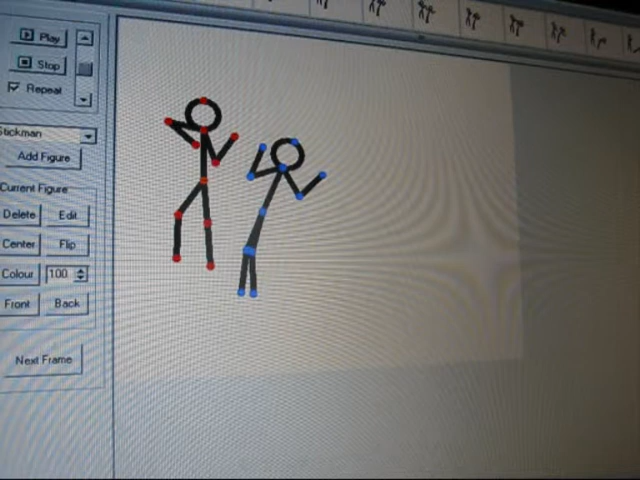 Play
Stop
Repeat
Stickman
Add Figure
Current Figure
Delete Edit
Center Flip
Colour 100
Front Back
Next Frame